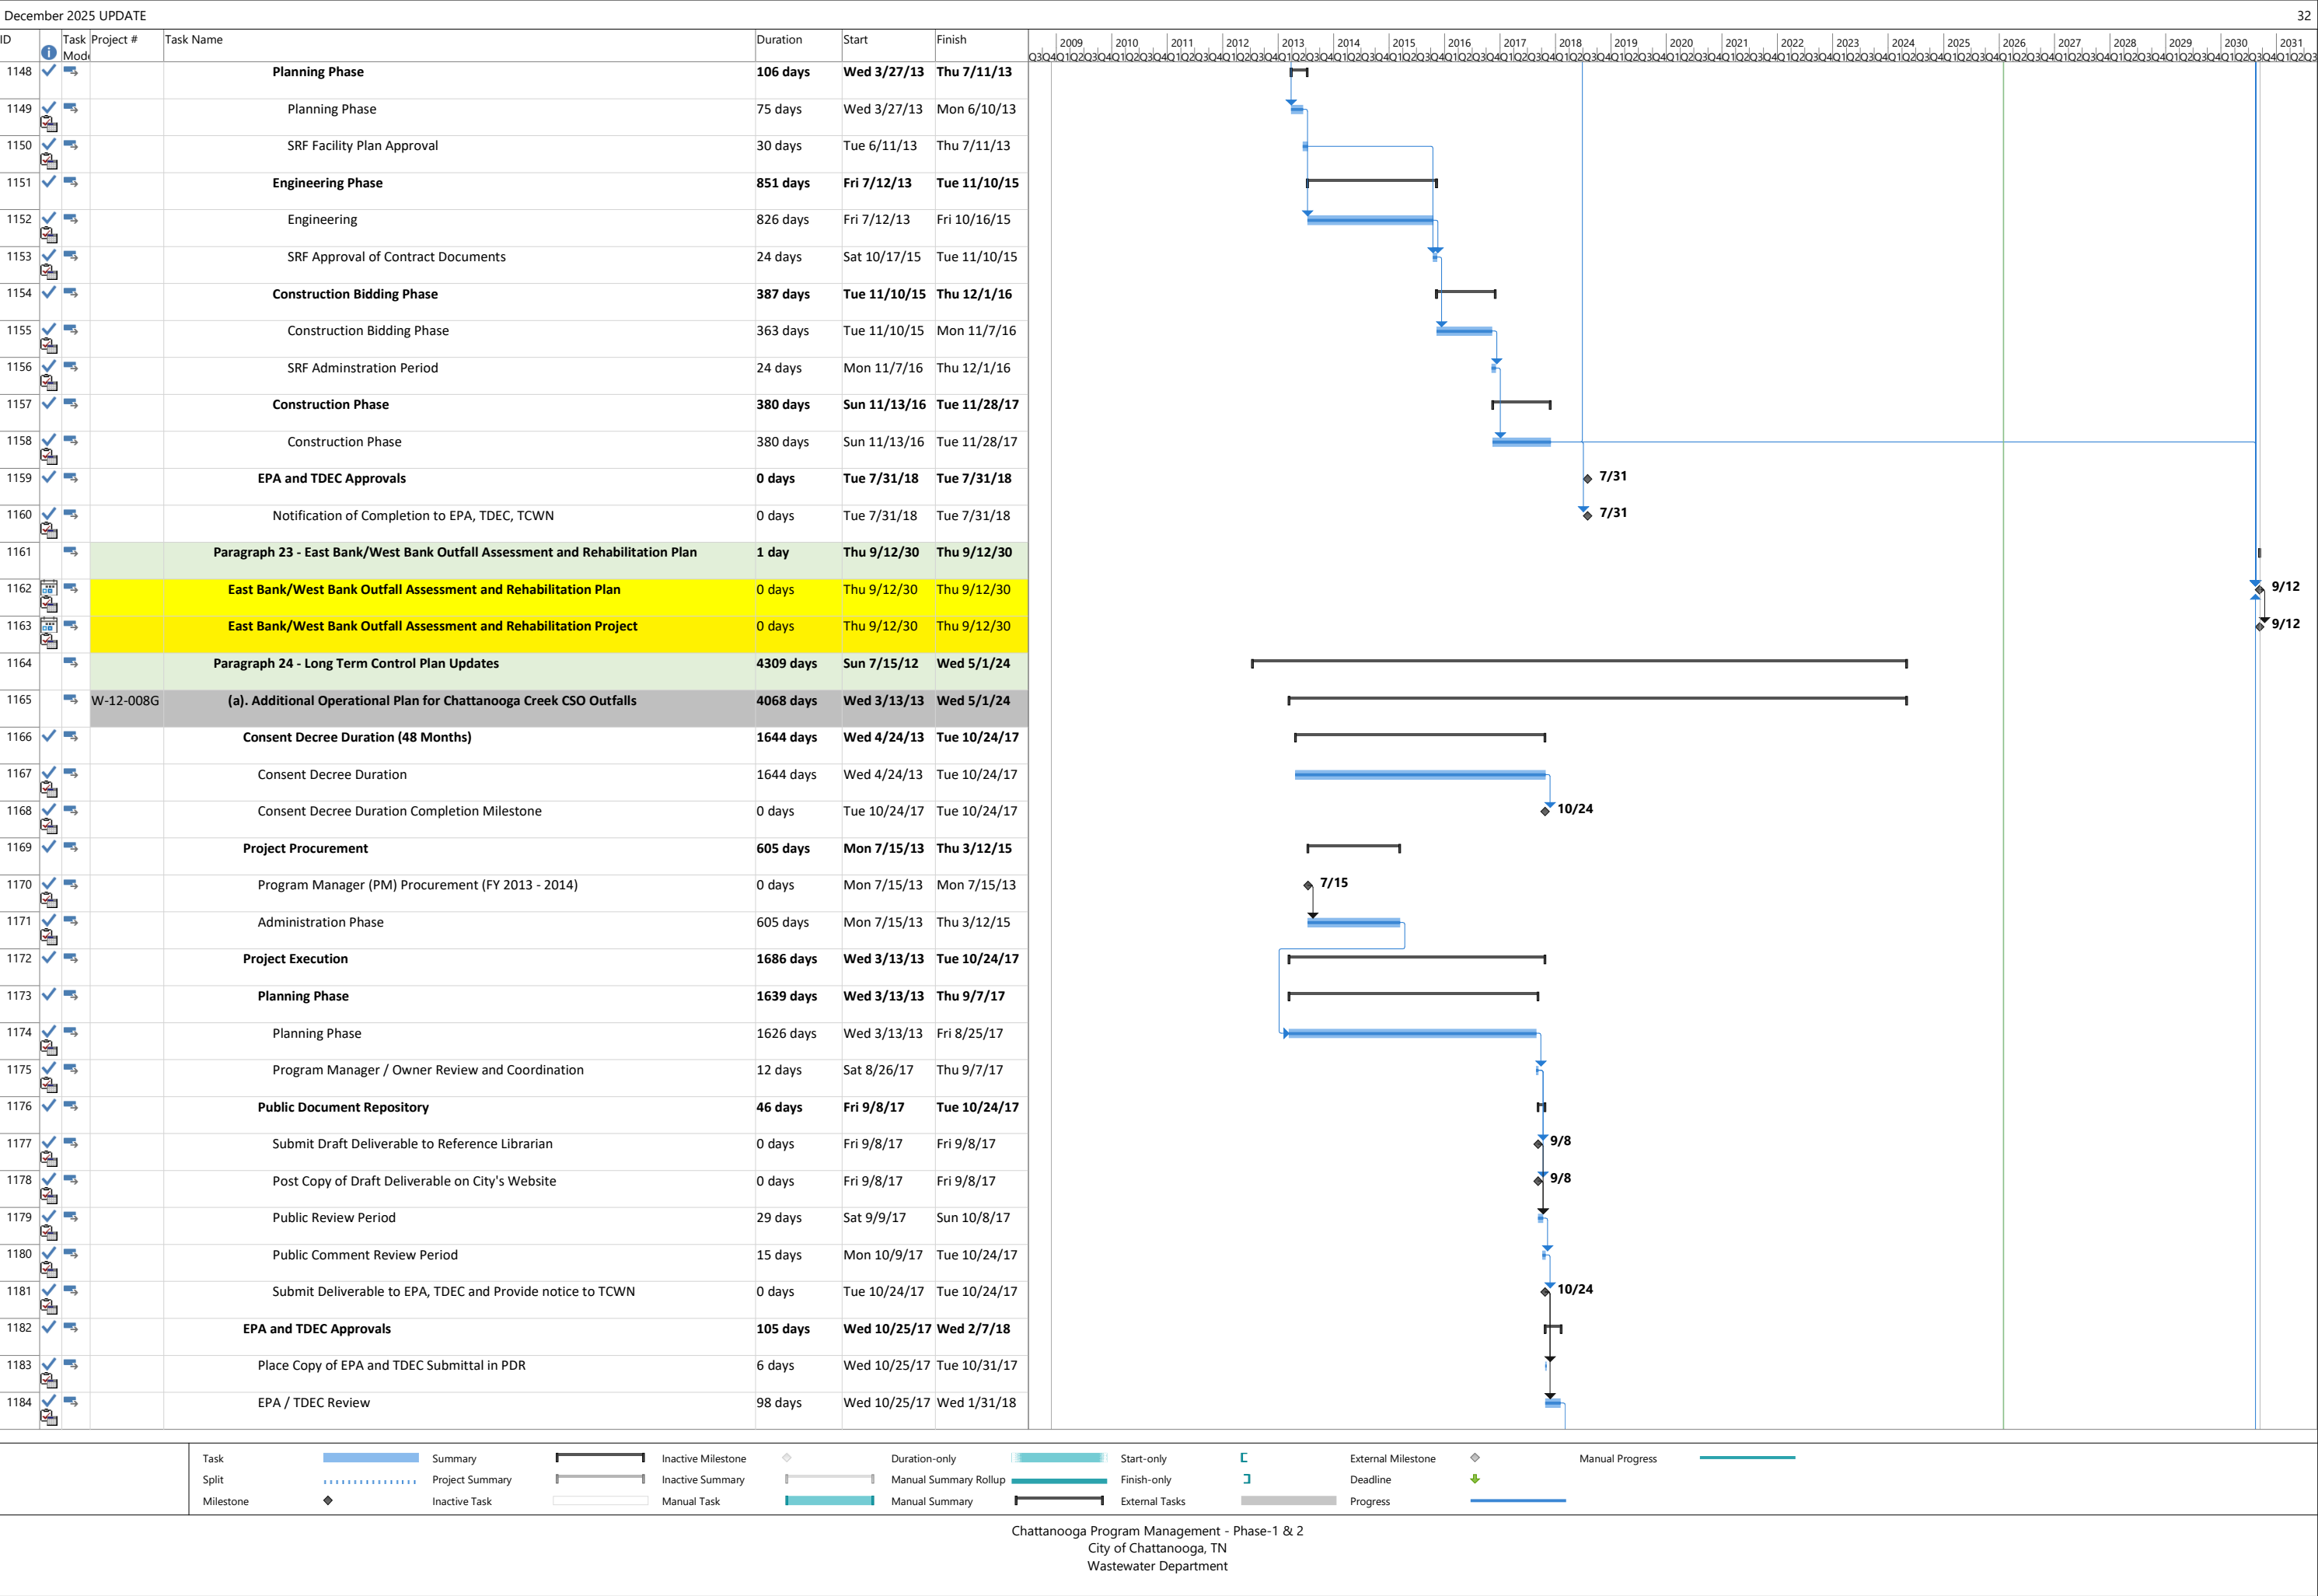 December 2025 UPDATE 32
ID Task Mode Project # Task Name Duration Start Finish
2009 2010 2011 2012 2013 2014 2015 2016 2017 2018 2019 2020 2021 2022 2023 2024 2025 2026 2027 2028 2029 2030 2031
Q3Q4Q1Q2Q3Q4Q1Q2Q3Q4Q1Q2Q3Q4Q1Q2Q3Q4Q1Q2Q3Q4Q1Q2Q3Q4Q1Q2Q3Q4Q1Q2Q3Q4Q1Q2Q3Q4Q1Q2Q3Q4Q1Q2Q3Q4Q1Q2Q3Q4Q1Q2Q3Q4Q1Q2Q3Q4Q1Q2Q3Q4Q1Q2Q3Q4Q1Q2Q3Q4Q1Q2Q3Q4Q1Q2Q3Q4Q1Q2Q3Q4Q1Q2Q3Q4Q1Q2Q3
1148 Planning Phase 106 days Wed 3/27/13 Thu 7/11/13
1149 Planning Phase 75 days Wed 3/27/13 Mon 6/10/13
1150 SRF Facility Plan Approval 30 days Tue 6/11/13 Thu 7/11/13
1151 Engineering Phase 851 days Fri 7/12/13 Tue 11/10/15
1152 Engineering 826 days Fri 7/12/13 Fri 10/16/15
1153 SRF Approval of Contract Documents 24 days Sat 10/17/15 Tue 11/10/15
1154 Construction Bidding Phase 387 days Tue 11/10/15 Thu 12/1/16
1155 Construction Bidding Phase 363 days Tue 11/10/15 Mon 11/7/16
1156 SRF Adminstration Period 24 days Mon 11/7/16 Thu 12/1/16
1157 Construction Phase 380 days Sun 11/13/16 Tue 11/28/17
1158 Construction Phase 380 days Sun 11/13/16 Tue 11/28/17
1159 EPA and TDEC Approvals 0 days Tue 7/31/18 Tue 7/31/18 7/31
1160 Notification of Completion to EPA, TDEC, TCWN 0 days Tue 7/31/18 Tue 7/31/18 7/31
1161 Paragraph 23 - East Bank/West Bank Outfall Assessment and Rehabilitation Plan 1 day Thu 9/12/30 Thu 9/12/30
1162 East Bank/West Bank Outfall Assessment and Rehabilitation Plan 0 days Thu 9/12/30 Thu 9/12/30 9/12
1163 East Bank/West Bank Outfall Assessment and Rehabilitation Project 0 days Thu 9/12/30 Thu 9/12/30 9/12
1164 Paragraph 24 - Long Term Control Plan Updates 4309 days Sun 7/15/12 Wed 5/1/24
1165 W-12-008G (a). Additional Operational Plan for Chattanooga Creek CSO Outfalls 4068 days Wed 3/13/13 Wed 5/1/24
1166 Consent Decree Duration (48 Months) 1644 days Wed 4/24/13 Tue 10/24/17
1167 Consent Decree Duration 1644 days Wed 4/24/13 Tue 10/24/17
1168 Consent Decree Duration Completion Milestone 0 days Tue 10/24/17 Tue 10/24/17 10/24
1169 Project Procurement 605 days Mon 7/15/13 Thu 3/12/15
1170 Program Manager (PM) Procurement (FY 2013 - 2014) 0 days Mon 7/15/13 Mon 7/15/13 7/15
1171 Administration Phase 605 days Mon 7/15/13 Thu 3/12/15
1172 Project Execution 1686 days Wed 3/13/13 Tue 10/24/17
1173 Planning Phase 1639 days Wed 3/13/13 Thu 9/7/17
1174 Planning Phase 1626 days Wed 3/13/13 Fri 8/25/17
1175 Program Manager / Owner Review and Coordination 12 days Sat 8/26/17 Thu 9/7/17
1176 Public Document Repository 46 days Fri 9/8/17 Tue 10/24/17
1177 Submit Draft Deliverable to Reference Librarian 0 days Fri 9/8/17 Fri 9/8/17 9/8
1178 Post Copy of Draft Deliverable on City's Website 0 days Fri 9/8/17 Fri 9/8/17 9/8
1179 Public Review Period 29 days Sat 9/9/17 Sun 10/8/17
1180 Public Comment Review Period 15 days Mon 10/9/17 Tue 10/24/17
1181 Submit Deliverable to EPA, TDEC and Provide notice to TCWN 0 days Tue 10/24/17 Tue 10/24/17 10/24
1182 EPA and TDEC Approvals 105 days Wed 10/25/17 Wed 2/7/18
1183 Place Copy of EPA and TDEC Submittal in PDR 6 days Wed 10/25/17 Tue 10/31/17
1184 EPA / TDEC Review 98 days Wed 10/25/17 Wed 1/31/18
Task Summary Inactive Milestone Duration-only Start-only External Milestone Manual Progress
Split Project Summary Inactive Summary Manual Summary Rollup Finish-only Deadline
Milestone Inactive Task Manual Task Manual Summary External Tasks Progress
Chattanooga Program Management - Phase-1 & 2
City of Chattanooga, TN
Wastewater Department